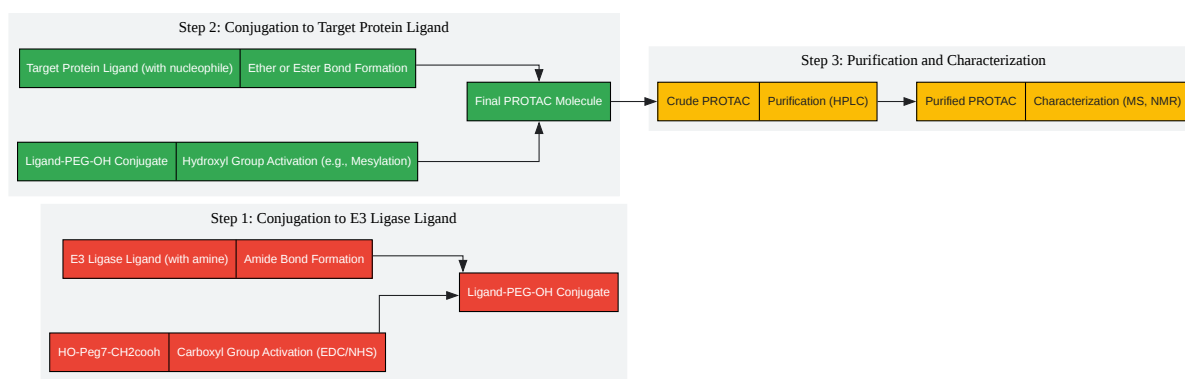 Step 2: Conjugation to Target Protein Ligand
Target Protein Ligand (with nucleophile)
Ether or Ester Bond Formation
Final PROTAC Molecule
Ligand-PEG-OH Conjugate
Hydroxyl Group Activation (e.g., Mesylation)
Step 3: Purification and Characterization
Crude PROTAC
Purification (HPLC)
Purified PROTAC
Characterization (MS, NMR)
Step 1: Conjugation to E3 Ligase Ligand
E3 Ligase Ligand (with amine)
Amide Bond Formation
Ligand-PEG-OH Conjugate
HO-Peg7-CH2cooh
Carboxyl Group Activation (EDC/NHS)